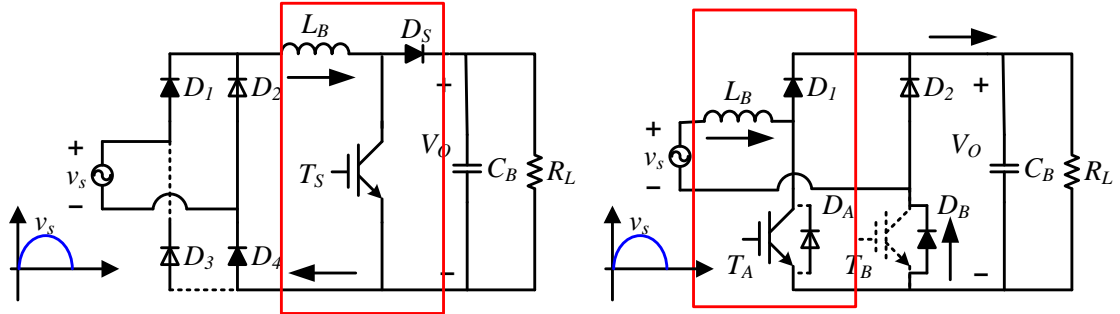 L_B
D_S
D_1
D_2
+
+
v_s
T_S
V_O
C_B
R_L
−
v_s
D_3
D_4
−
L_B
D_1
D_2
+
+
v_s
V_O
C_B
R_L
−
v_s
D_A
D_B
T_A
T_B
−